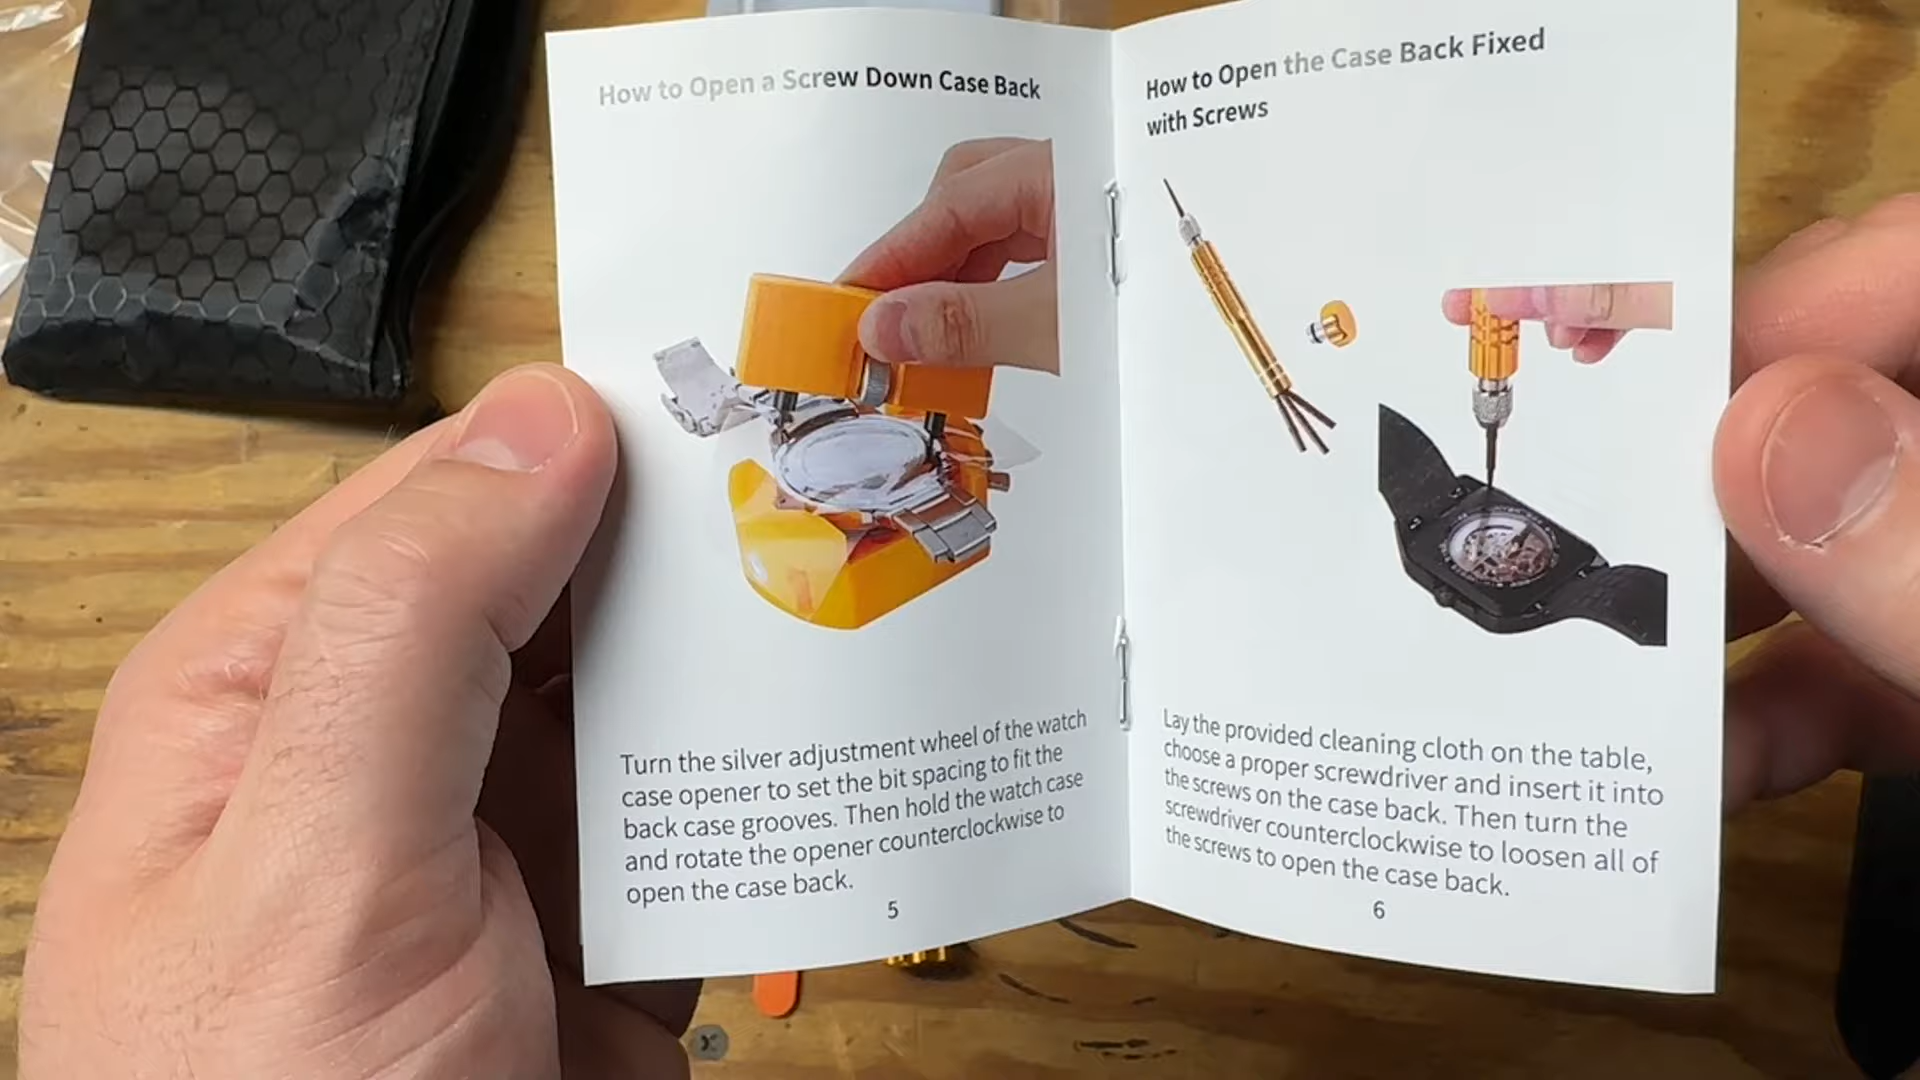 How to Open a Screw Down Case Back
Turn the silver adjustment wheel of the watch
case opener to set the bit spacing to fit the
back case grooves. Then hold the watch case
and rotate the opener counterclockwise to
open the case back.
5
How to Open the Case Back Fixed
with Screws
Lay the provided cleaning cloth on the table,
choose a proper screwdriver and insert it into
the screws on the case back. Then turn the
screwdriver counterclockwise to loosen all of
the screws to open the case back.
6